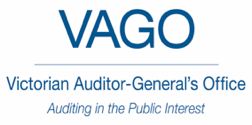 VAGO
Victorian Auditor-General's Office
Auditing in the Public Interest